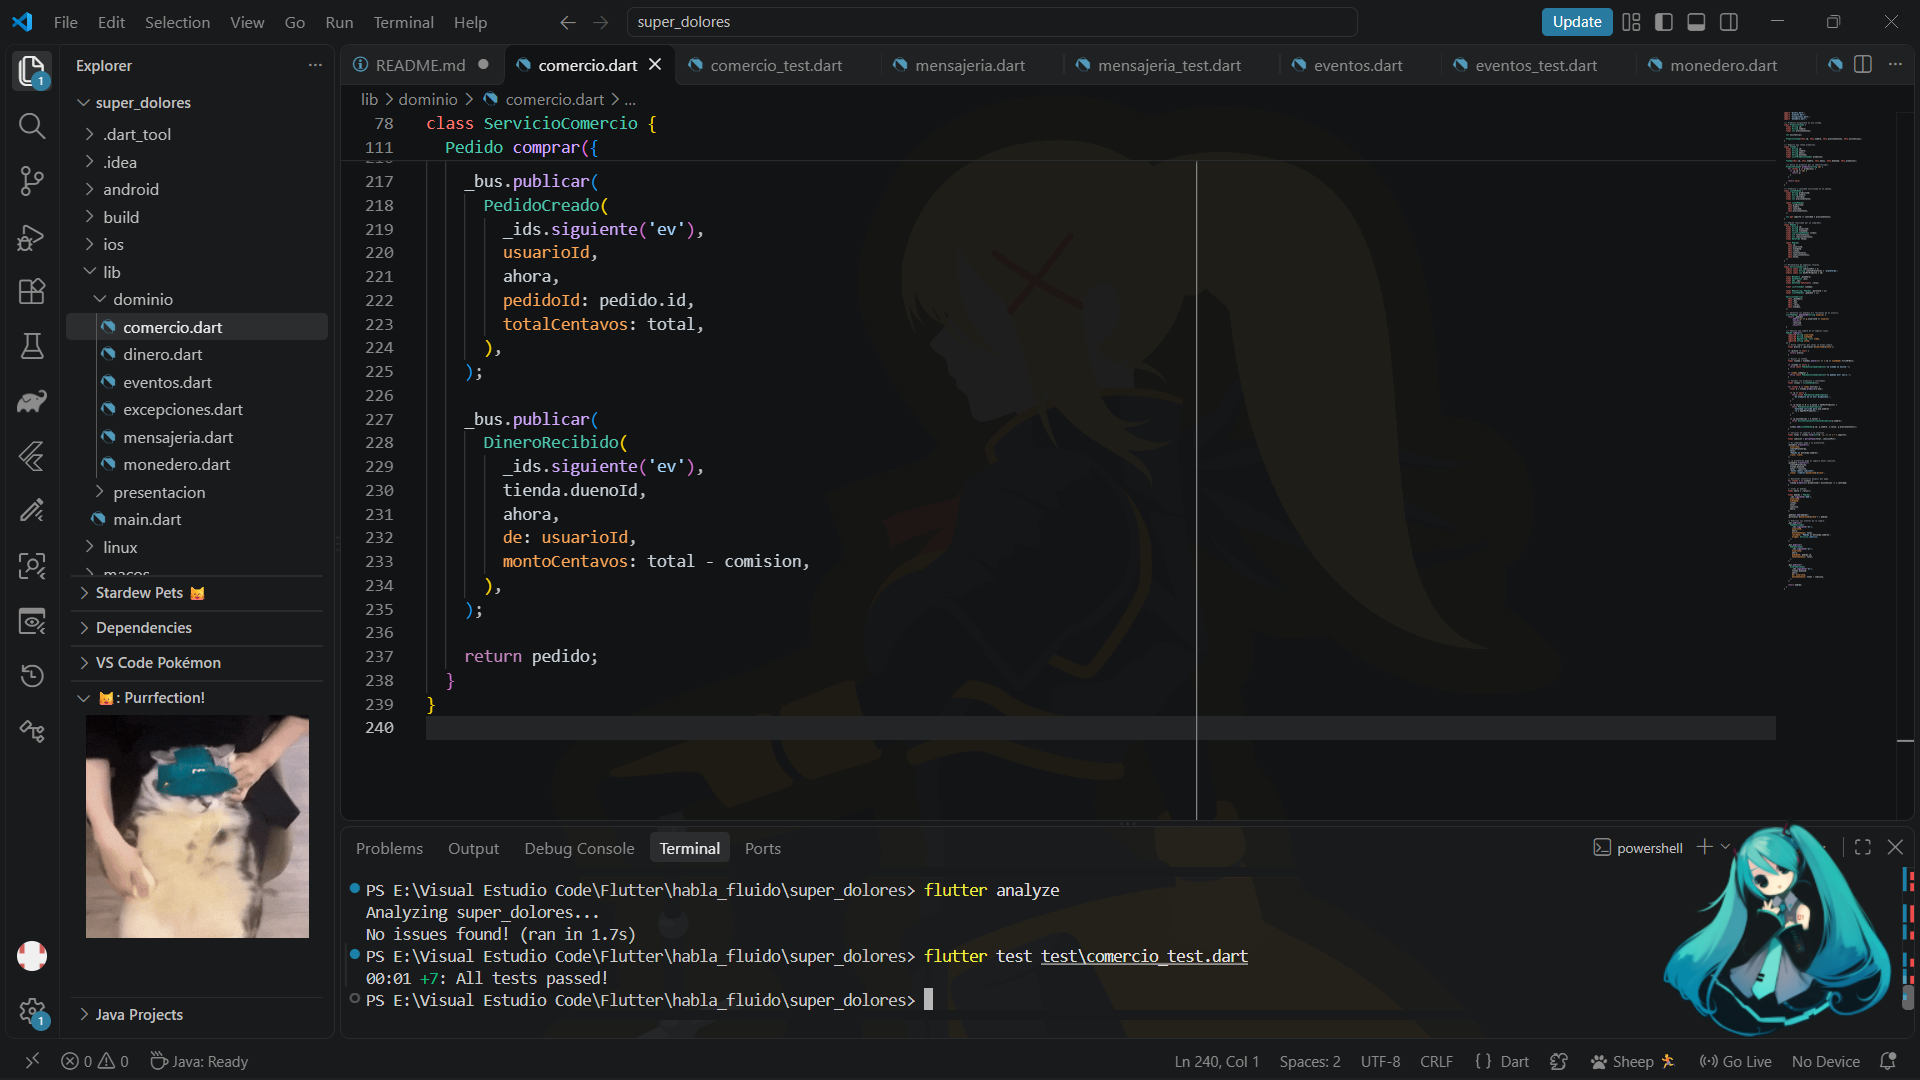 File Edit Selection View Go Run Terminal Help
super_dolores
Update
Explorer
super_dolores
.dart_tool
.idea
android
build
ios
lib
dominio
comercio.dart
dinero.dart
eventos.dart
excepciones.dart
mensajeria.dart
monedero.dart
presentacion
main.dart
linux
macos
Stardew Pets
Dependencies
VS Code Pokémon
: Purrfection!
Java Projects
README.md comercio.dart comercio_test.dart mensajeria.dart mensajeria_test.dart eventos.dart eventos_test.dart monedero.dart
lib > dominio > comercio.dart > ...
78 class ServicioComercio {
111 Pedido comprar({
217 _bus.publicar(
218 PedidoCreado(
219 _ids.siguiente('ev'),
220 usuarioId,
221 ahora,
222 pedidoId: pedido.id,
223 totalCentavos: total,
224 ),
225 );
226
227 _bus.publicar(
228 DineroRecibido(
229 _ids.siguiente('ev'),
230 tienda.duenoId,
231 ahora,
232 de: usuarioId,
233 montoCentavos: total - comision,
234 ),
235 );
236
237 return pedido;
238 }
239 }
240
Problems Output Debug Console Terminal Ports
powershell
PS E:\Visual Estudio Code\Flutter\habla_fluido\super_dolores> flutter analyze
Analyzing super_dolores...
No issues found! (ran in 1.7s)
PS E:\Visual Estudio Code\Flutter\habla_fluido\super_dolores> flutter test test\comercio_test.dart
00:01 +7: All tests passed!
PS E:\Visual Estudio Code\Flutter\habla_fluido\super_dolores>
1
1
0 0 Java: Ready
Ln 240, Col 1 Spaces: 2 UTF-8 CRLF { } Dart Sheep Go Live No Device